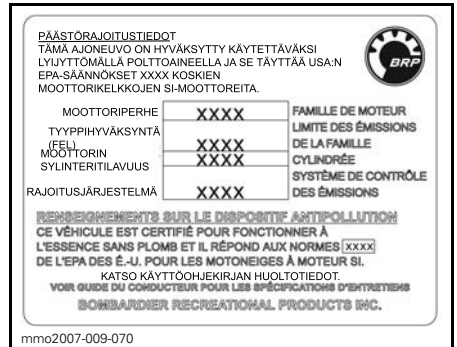 PÄÄSTÖRAJOITUSTIEDOT
TÄMÄ AJONEUVO ON HYVÄKSYTTY KÄYTETTÄVÄKSI
LYIJYTTÖMÄLLÄ POLTTOAINEELLA JA SE TÄYTTÄÄ USA:N
EPA-SÄÄNNÖKSET XXXX KOSKIEN
MOOTTORIKELKKOJEN SI-MOOTTOREITA.
BRP
MOOTTORIPERHE XXXX FAMILLE DE MOTEUR
TYYPPIHYVÄKSYNTÄ LIMITE DES ÉMISSIONS
(FEL) XXXX DE LA FAMILLE
MOOTTORIN XXXX CYLINDRÉE
SYLINTERITILAVUUS SYSTÈME DE CONTRÔLE
RAJOITUSJÄRJESTELMÄ XXXX DES ÉMISSIONS
RENSEIGNEMENTS SUR LE DISPOSITIF ANTIPOLLUTION
CE VÉHICULE EST CERTIFIÉ POUR FONCTIONNER À
L'ESSENCE SANS PLOMB ET IL RÉPOND AUX NORMES XXXX
DE L'EPA DES É.-U. POUR LES MOTONEIGES À MOTEUR SI.
KATSO KÄYTTÖOHJEKIRJAN HUOLTOTIEDOT.
VOIR GUIDE DU CONDUCTEUR POUR LES SPÉCIFICATIONS D'ENTRETIENS
BOMBARDIER RECREATIONAL PRODUCTS INC.
mmo2007-009-070